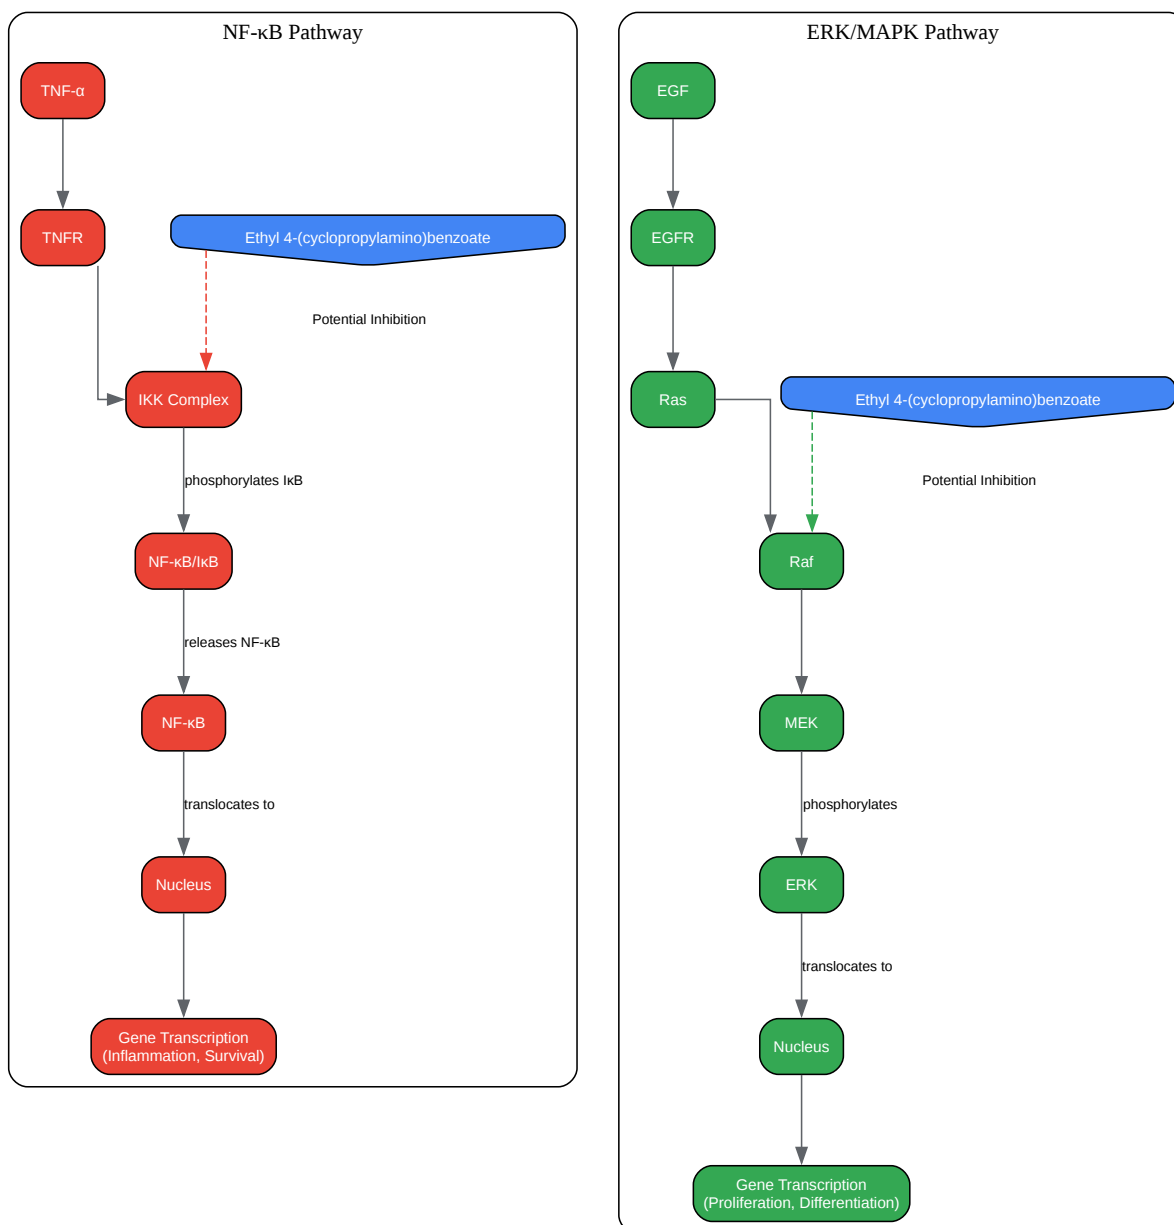 NF-κB Pathway
TNF-α
TNFR
Ethyl 4-(cyclopropylamino)benzoate
Potential Inhibition
IKK Complex
phosphorylates IκB
NF-κB/IκB
releases NF-κB
NF-κB
translocates to
Nucleus
Gene Transcription
(Inflammation, Survival)
ERK/MAPK Pathway
EGF
EGFR
Ras
Ethyl 4-(cyclopropylamino)benzoate
Potential Inhibition
Raf
MEK
phosphorylates
ERK
translocates to
Nucleus
Gene Transcription
(Proliferation, Differentiation)